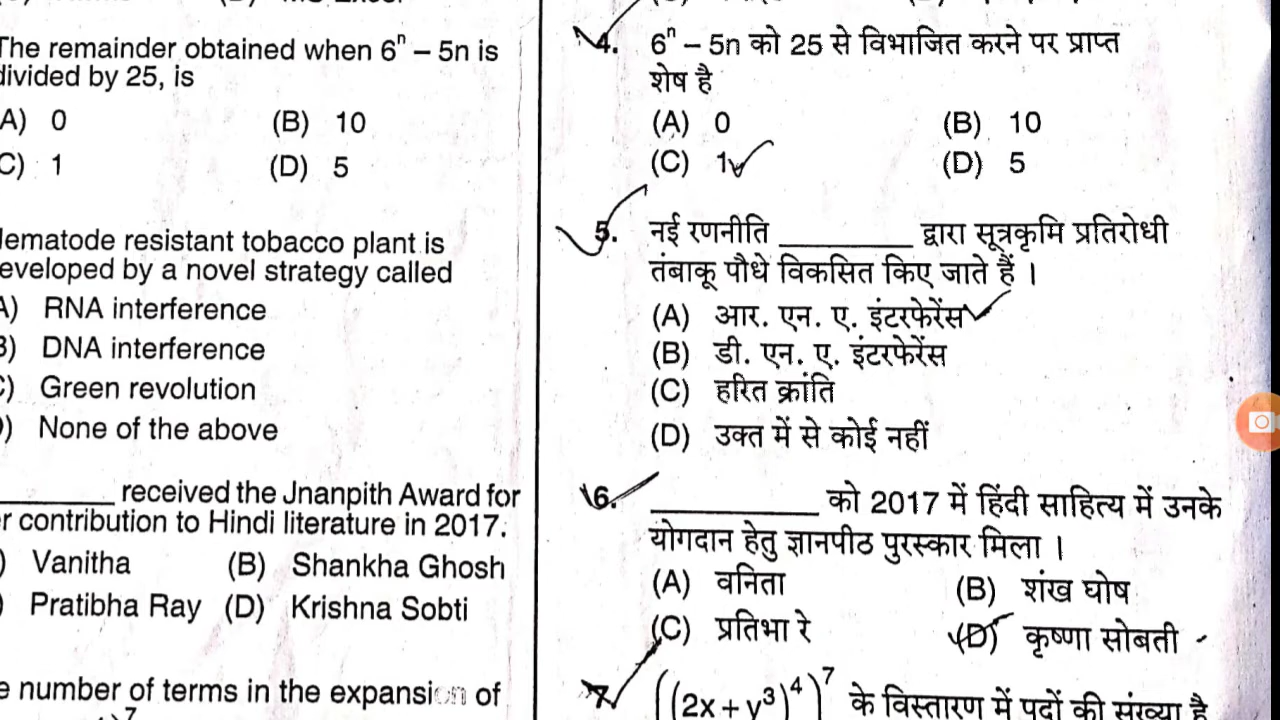 The remainder obtained when 6ⁿ – 5n is
divided by 25, is
A) 0 (B) 10
C) 1 (D) 5
Nematode resistant tobacco plant is
developed by a novel strategy called
A) RNA interference
B) DNA interference
C) Green revolution
D) None of the above
________ received the Jnanpith Award for
r contribution to Hindi literature in 2017.
) Vanitha (B) Shankha Ghosh
) Pratibha Ray (D) Krishna Sobti
e number of terms in the expansion of
4. 6ⁿ – 5n को 25 से विभाजित करने पर प्राप्त
शेष है
(A) 0 (B) 10
(C) 1 (D) 5
5. नई रणनीति ________ द्वारा सूत्रकृमि प्रतिरोधी
तंबाकू पौधे विकसित किए जाते हैं ।
(A) आर. एन. ए. इंटरफेरेंस
(B) डी. एन. ए. इंटरफेरेंस
(C) हरित क्रांति
(D) उक्त में से कोई नहीं
6. ________ को 2017 में हिंदी साहित्य में उनके
योगदान हेतु ज्ञानपीठ पुरस्कार मिला ।
(A) वनिता (B) शंख घोष
(C) प्रतिभा रे (D) कृष्णा सोबती
7. ((2x + y³)⁴)⁷ के विस्तारण में पदों की संख्या है